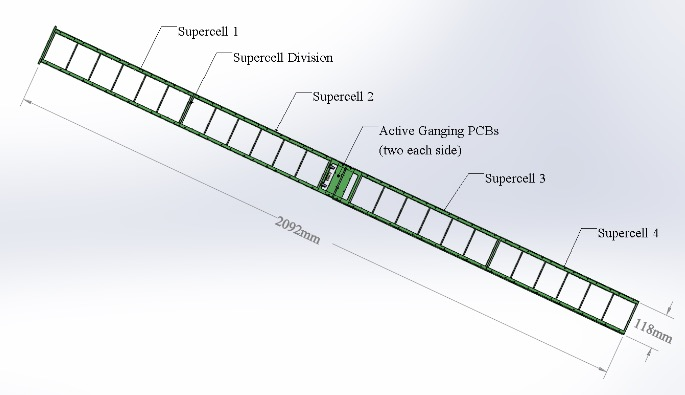 Supercell 1
Supercell Division
Supercell 2
Active Ganging PCBs
(two each side)
Supercell 3
Supercell 4
2092mm
118mm